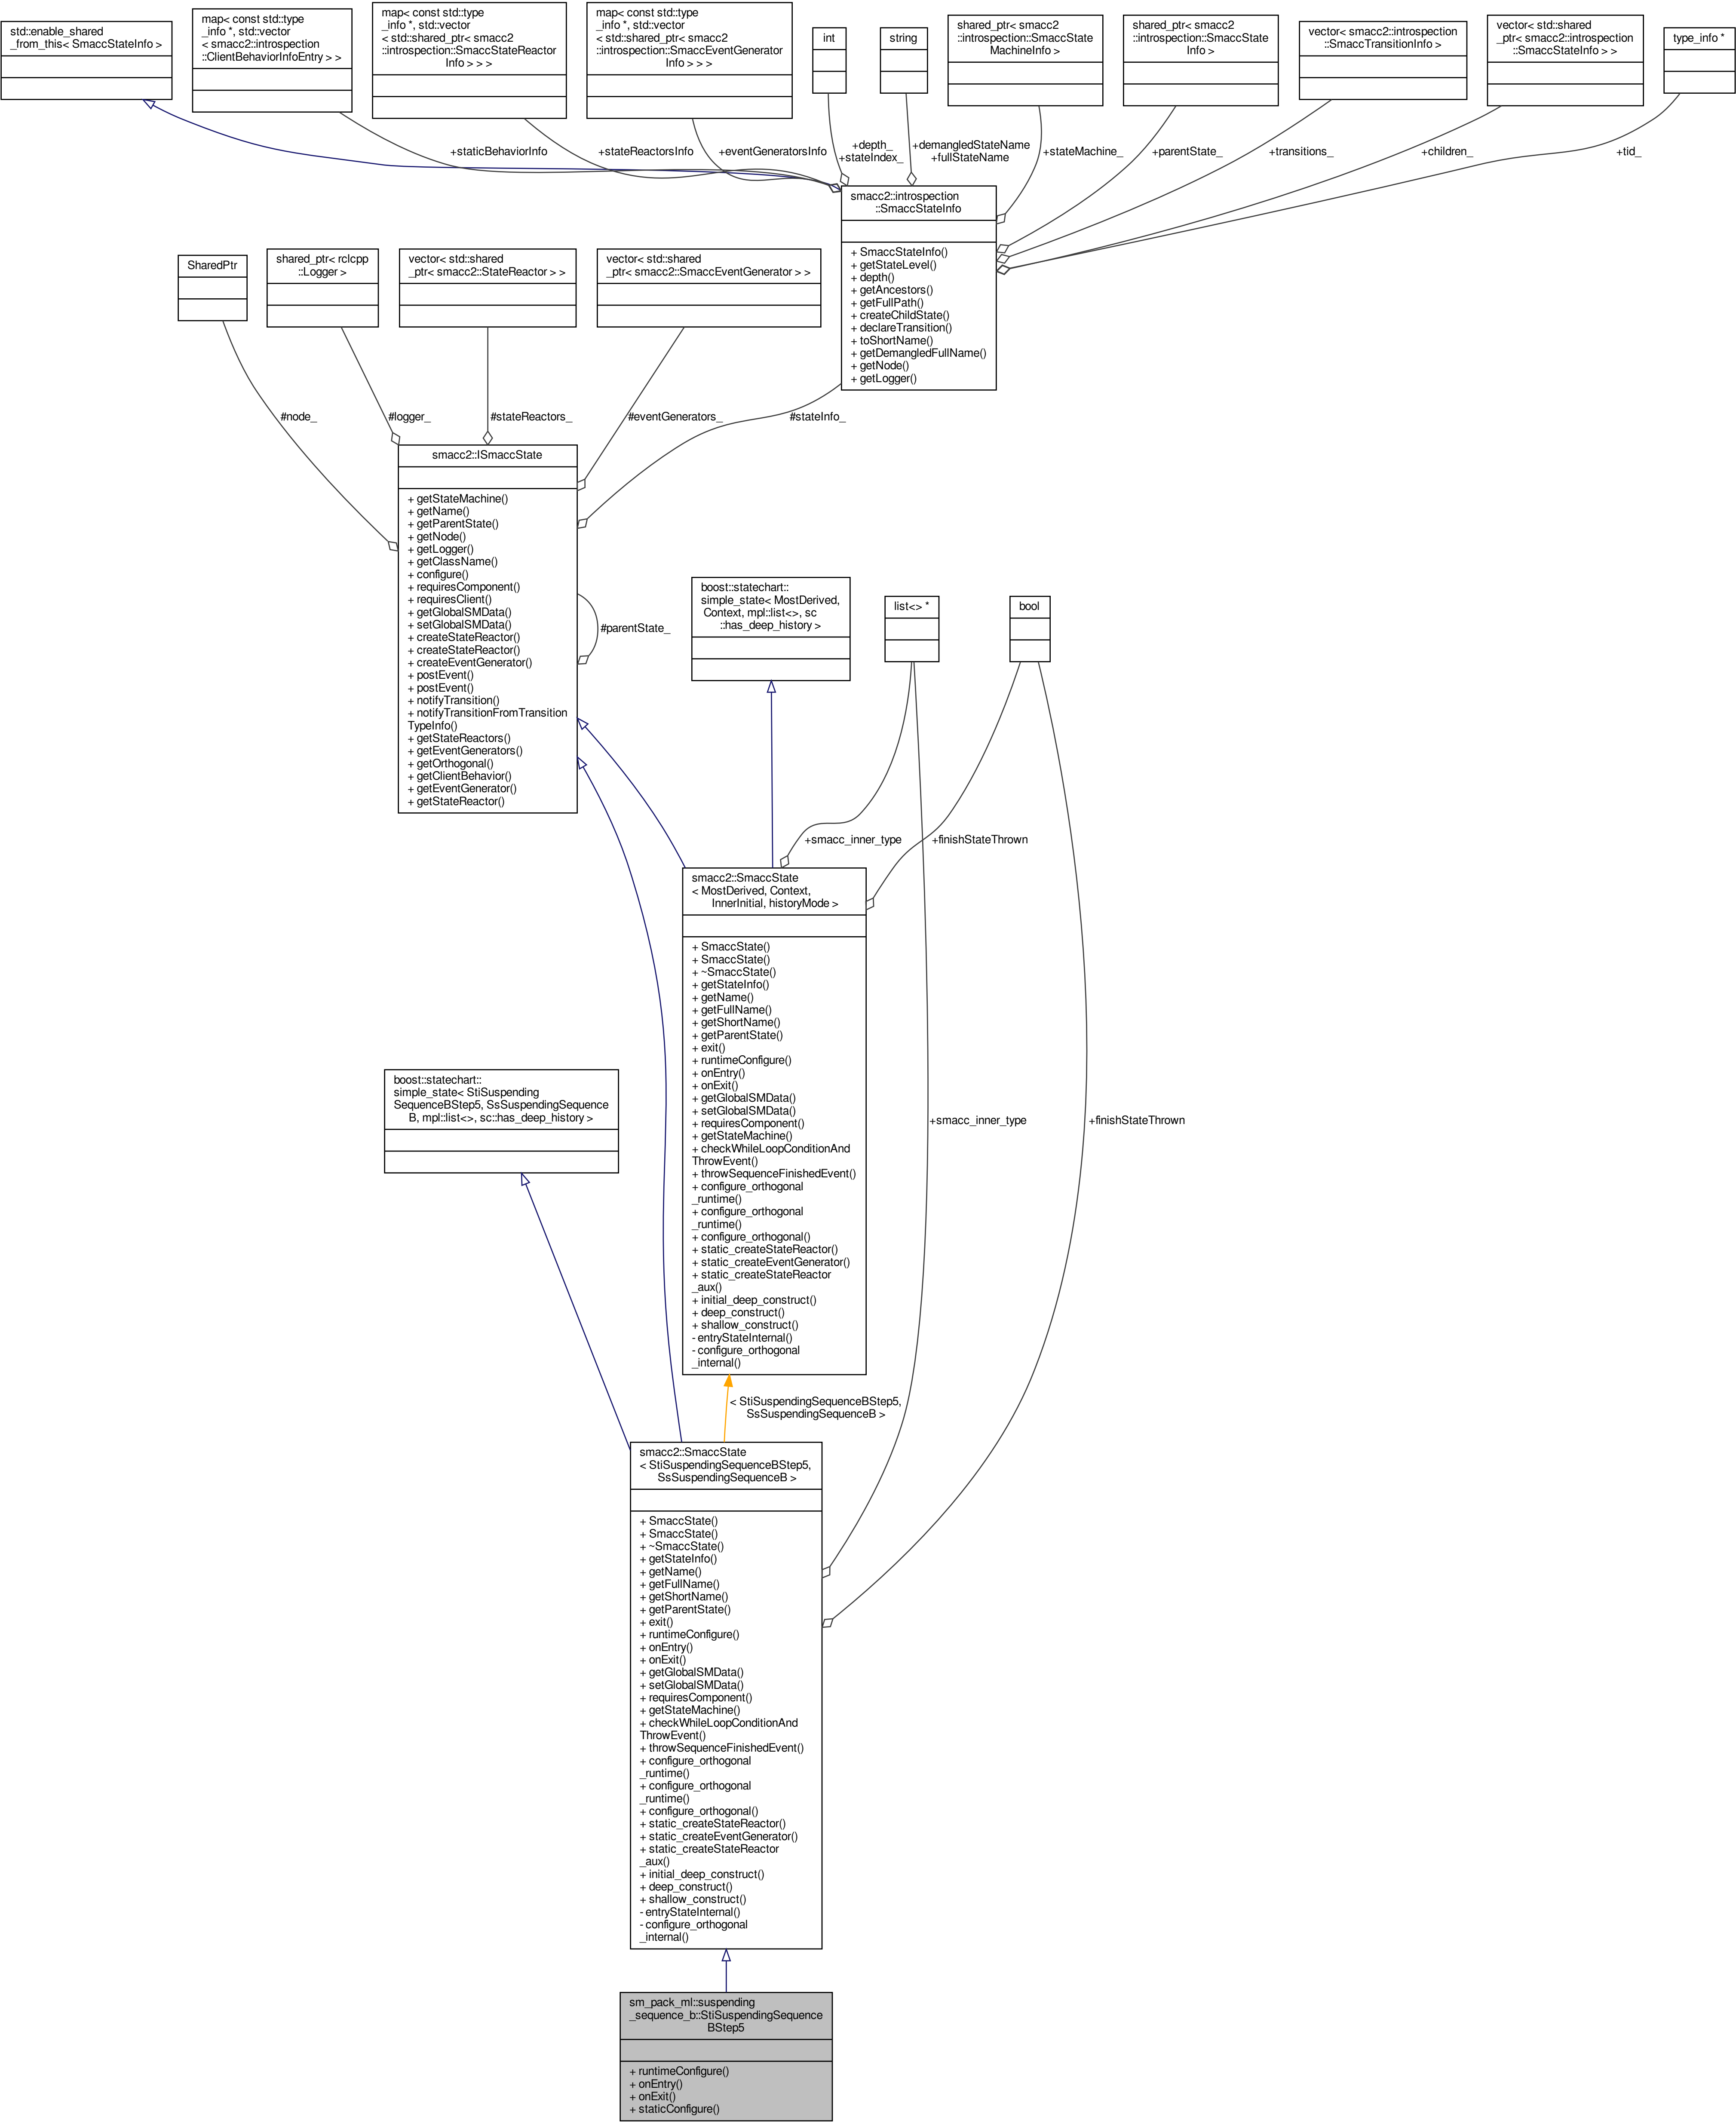 std::enable_shared
_from_this< SmaccStateInfo >
map< const std::type
_info *, std::vector
< smacc2::introspection
::ClientBehaviorInfoEntry > >
map< const std::type
_info *, std::vector
< std::shared_ptr< smacc2
::introspection::SmaccStateReactor
Info > > >
map< const std::type
_info *, std::vector
< std::shared_ptr< smacc2
::introspection::SmaccEventGenerator
Info > > >
int
string
shared_ptr< smacc2
::introspection::SmaccState
MachineInfo >
shared_ptr< smacc2
::introspection::SmaccState
Info >
vector< smacc2::introspection
::SmaccTransitionInfo >
vector< std::shared
_ptr< smacc2::introspection
::SmaccStateInfo > >
type_info *
+staticBehaviorInfo
+stateReactorsInfo
+eventGeneratorsInfo
+depth_
+stateIndex_
+demangledStateName
+fullStateName
+stateMachine_
+parentState_
+transitions_
+children_
+tid_
smacc2::introspection
::SmaccStateInfo
+ SmaccStateInfo()
+ getStateLevel()
+ depth()
+ getAncestors()
+ getFullPath()
+ createChildState()
+ declareTransition()
+ toShortName()
+ getDemangledFullName()
+ getNode()
+ getLogger()
SharedPtr
shared_ptr< rclcpp
::Logger >
vector< std::shared
_ptr< smacc2::StateReactor > >
vector< std::shared
_ptr< smacc2::SmaccEventGenerator > >
#node_
#logger_
#stateReactors_
#eventGenerators_
#stateInfo_
smacc2::ISmaccState
+ getStateMachine()
+ getName()
+ getParentState()
+ getNode()
+ getLogger()
+ getClassName()
+ configure()
+ requiresComponent()
+ requiresClient()
+ getGlobalSMData()
+ setGlobalSMData()
+ createStateReactor()
+ createStateReactor()
+ createEventGenerator()
+ postEvent()
+ postEvent()
+ notifyTransition()
+ notifyTransitionFromTransition
TypeInfo()
+ getStateReactors()
+ getEventGenerators()
+ getOrthogonal()
+ getClientBehavior()
+ getEventGenerator()
+ getStateReactor()
#parentState_
boost::statechart::
simple_state< MostDerived,
Context, mpl::list<>, sc
::has_deep_history >
list<> *
bool
+smacc_inner_type
+finishStateThrown
smacc2::SmaccState
< MostDerived, Context,
InnerInitial, historyMode >
+ SmaccState()
+ SmaccState()
+ ~SmaccState()
+ getStateInfo()
+ getName()
+ getFullName()
+ getShortName()
+ getParentState()
+ exit()
+ runtimeConfigure()
+ onEntry()
+ onExit()
+ getGlobalSMData()
+ setGlobalSMData()
+ requiresComponent()
+ getStateMachine()
+ checkWhileLoopConditionAnd
ThrowEvent()
+ throwSequenceFinishedEvent()
+ configure_orthogonal
_runtime()
+ configure_orthogonal
_runtime()
+ configure_orthogonal()
+ static_createStateReactor()
+ static_createEventGenerator()
+ static_createStateReactor
_aux()
+ initial_deep_construct()
+ deep_construct()
+ shallow_construct()
- entryStateInternal()
- configure_orthogonal
_internal()
boost::statechart::
simple_state< StiSuspending
SequenceBStep5, SsSuspendingSequence
B, mpl::list<>, sc::has_deep_history >
+smacc_inner_type
+finishStateThrown
< StiSuspendingSequenceBStep5,
SsSuspendingSequenceB >
smacc2::SmaccState
< StiSuspendingSequenceBStep5,
SsSuspendingSequenceB >
+ SmaccState()
+ SmaccState()
+ ~SmaccState()
+ getStateInfo()
+ getName()
+ getFullName()
+ getShortName()
+ getParentState()
+ exit()
+ runtimeConfigure()
+ onEntry()
+ onExit()
+ getGlobalSMData()
+ setGlobalSMData()
+ requiresComponent()
+ getStateMachine()
+ checkWhileLoopConditionAnd
ThrowEvent()
+ throwSequenceFinishedEvent()
+ configure_orthogonal
_runtime()
+ configure_orthogonal
_runtime()
+ configure_orthogonal()
+ static_createStateReactor()
+ static_createEventGenerator()
+ static_createStateReactor
_aux()
+ initial_deep_construct()
+ deep_construct()
+ shallow_construct()
- entryStateInternal()
- configure_orthogonal
_internal()
sm_pack_ml::suspending
_sequence_b::StiSuspendingSequence
BStep5
+ runtimeConfigure()
+ onEntry()
+ onExit()
+ staticConfigure()